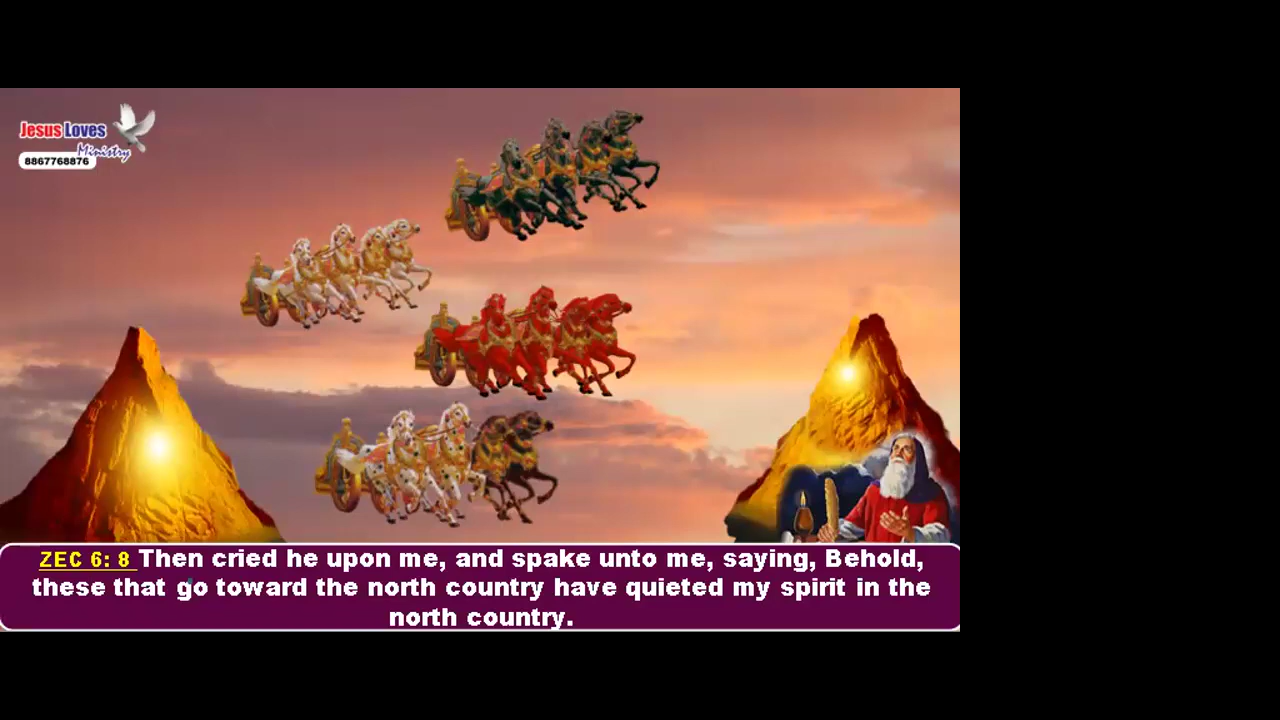 Jesus Loves
Ministry
8867768876
ZEC 6: 8 Then cried he upon me, and spake unto me, saying, Behold,
these that go toward the north country have quieted my spirit in the
north country.